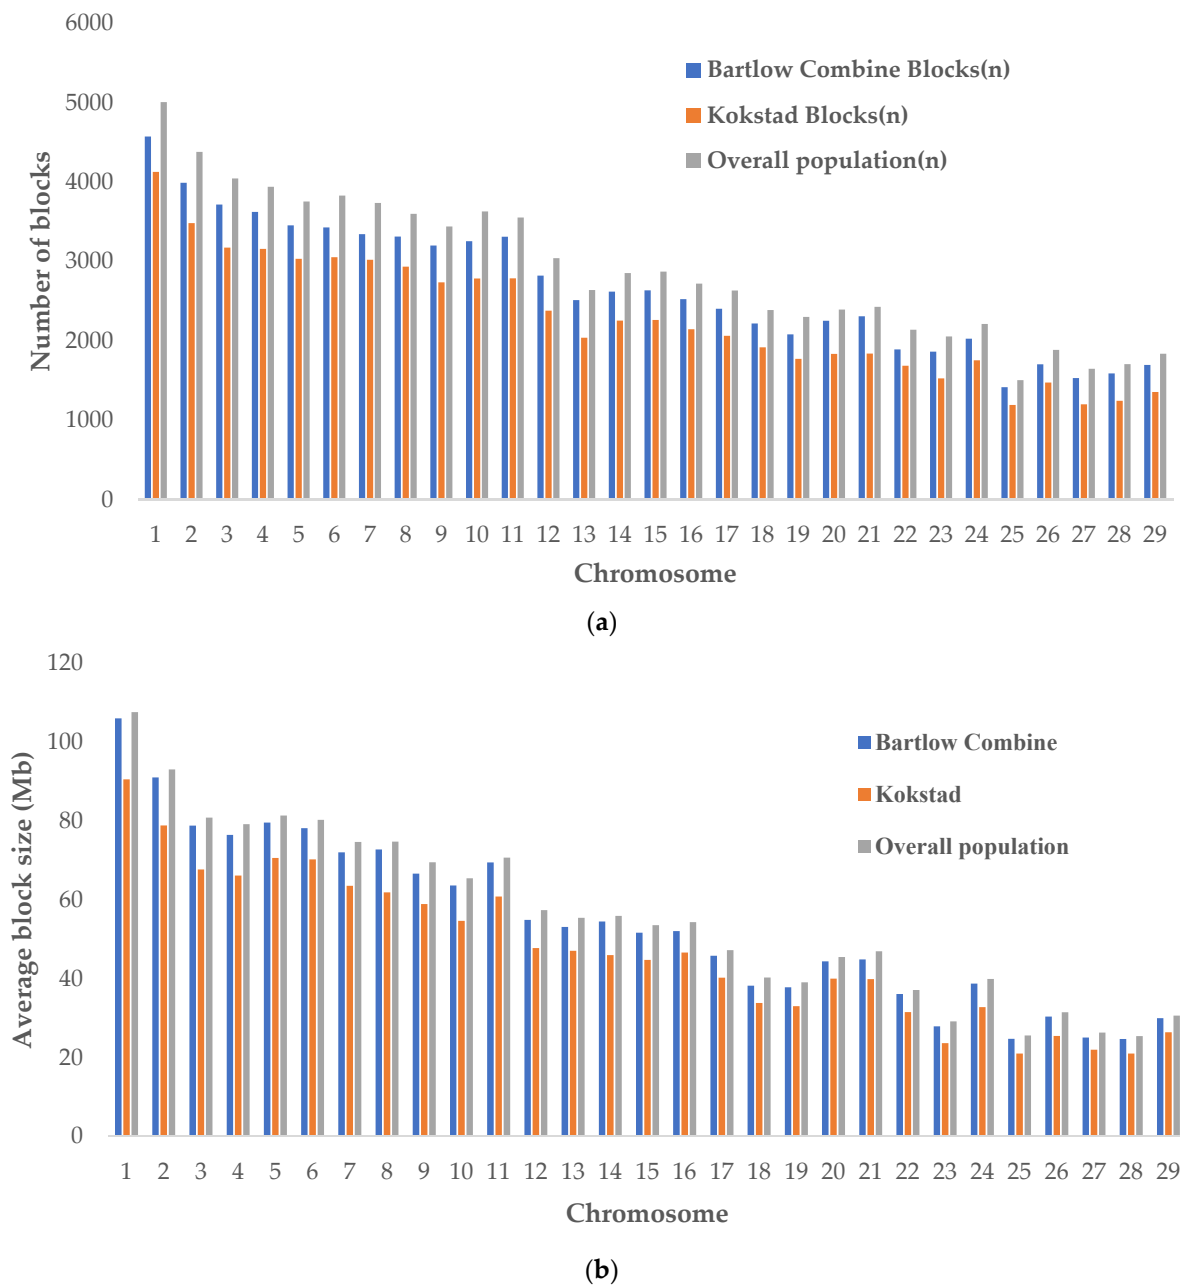 6000
5000
4000
3000
2000
1000
0
Number of blocks
Bartlow Combine Blocks(n)
Kokstad Blocks(n)
Overall population(n)
1 2 3 4 5 6 7 8 9 10 11 12 13 14 15 16 17 18 19 20 21 22 23 24 25 26 27 28 29
Chromosome
(a)
120
100
80
60
40
20
0
Average block size (Mb)
Bartlow Combine
Kokstad
Overall population
1 2 3 4 5 6 7 8 9 10 11 12 13 14 15 16 17 18 19 20 21 22 23 24 25 26 27 28 29
Chromosome
(b)